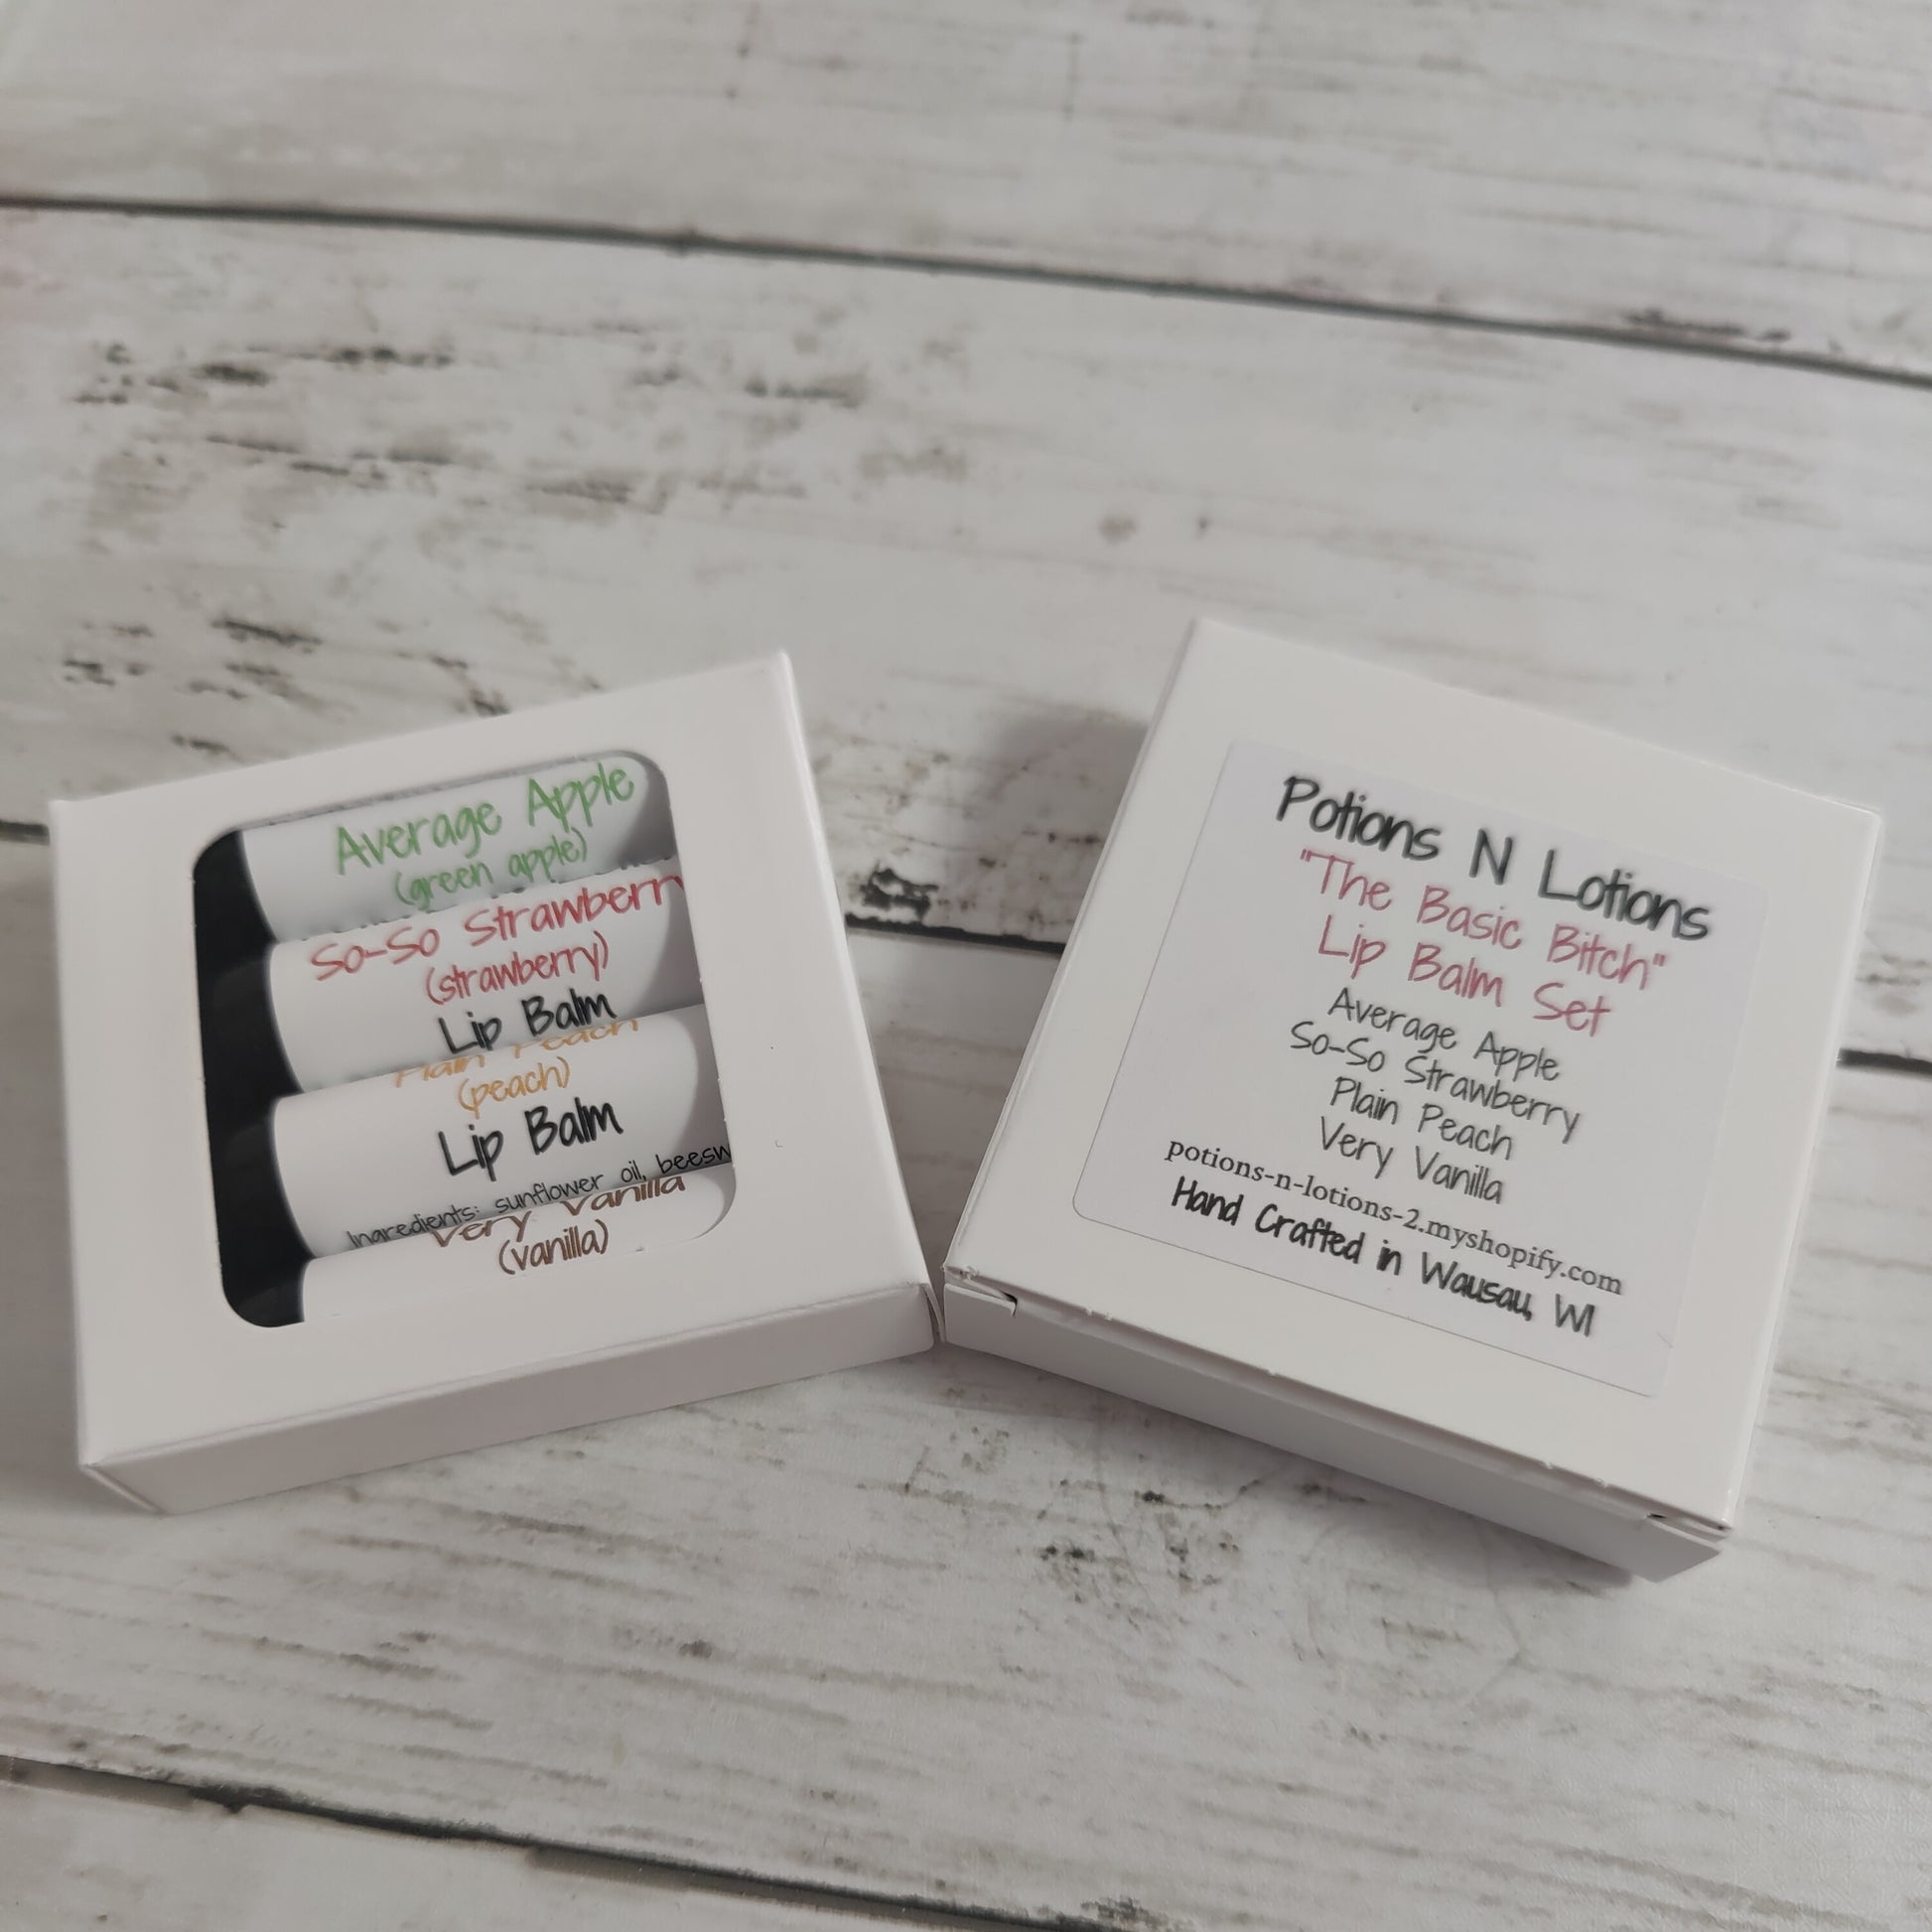 Average Apple
(green apple)
So-So Strawberry
(strawberry)
Lip Balm
Plain Peach
(peach)
Lip Balm
Ingredients: sunflower oil, beesw
Very Vanilla
(vanilla)
Potions N Lotions
"The Basic Bitch"
Lip Balm Set
Average Apple
So-So Strawberry
Plain Peach
Very Vanilla
potions-n-lotions-2.myshopify.com
Hand Crafted in Wausau, WI